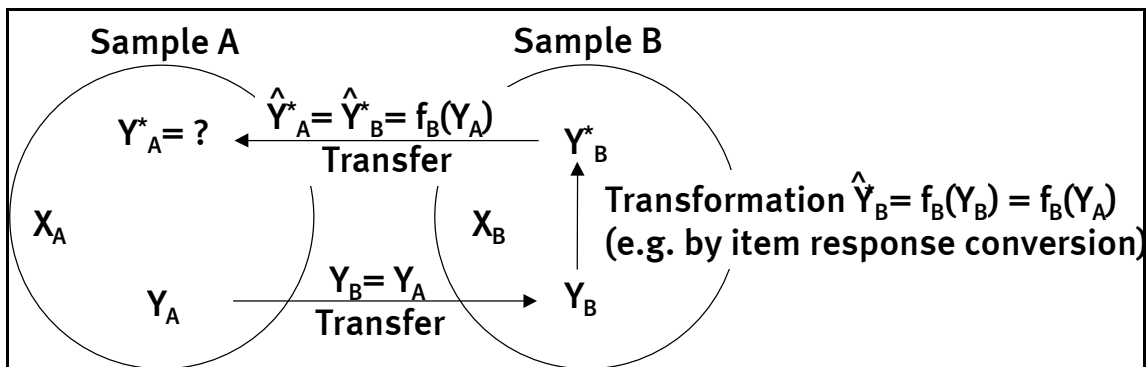 Sample A
Sample B
Ŷ*A = Ŷ*B = fB(YA)
Y*A = ?
Transfer
Y*B
XA
XB
Transformation Ŷ*B = fB(YB) = fB(YA)
(e.g. by item response conversion)
YB = YA
YA
Transfer
YB